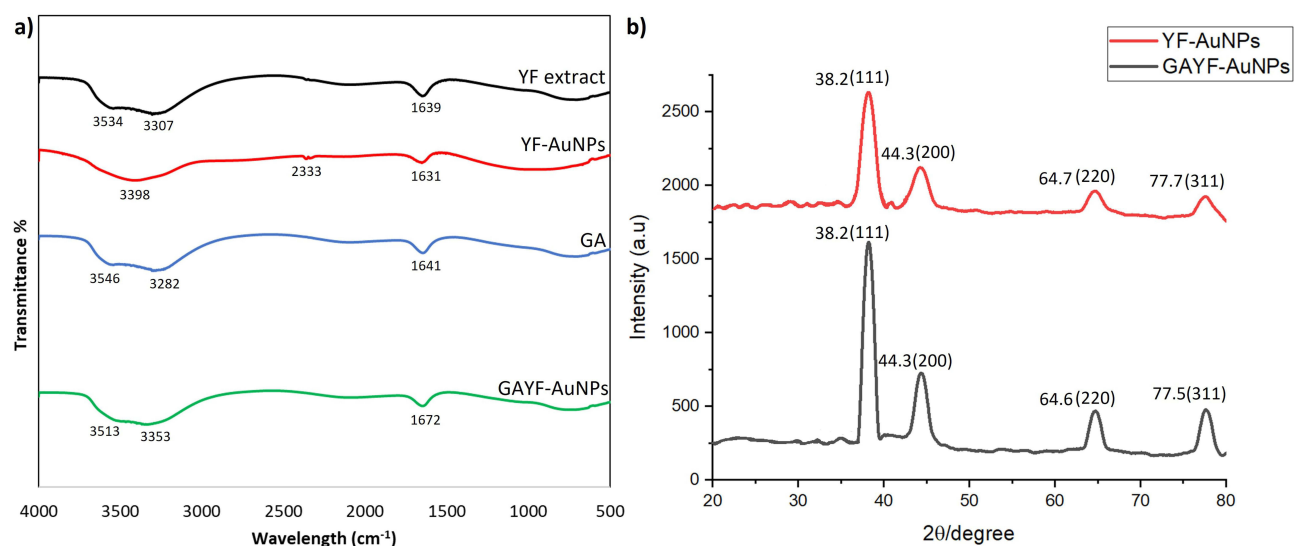 a)
YF extract
3534
3307
1639
YF-AuNPs
3398
2333
1631
GA
3546
3282
1641
GAYF-AuNPs
3513
3353
1672
Transmittance %
4000 3500 3000 2500 2000 1500 1000 500
Wavelength (cm⁻¹)
b)
YF-AuNPs
GAYF-AuNPs
38.2(111)
44.3(200)
64.7(220)
77.7(311)
38.2(111)
44.3(200)
64.6(220)
77.5(311)
2500
2000
1500
1000
500
0
Intensity (a.u)
20 30 40 50 60 70 80
2θ/degree